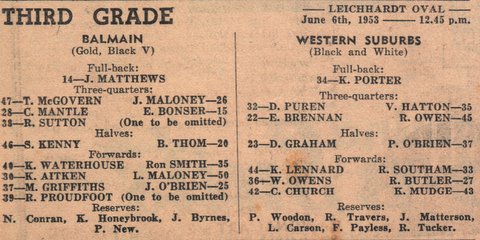 THIRD GRADE
LEICHHARDT OVAL
June 6th, 1953 — 12.45 p.m.
BALMAIN
(Gold, Black V)
Full-back:
14—J. MATTHEWS
Three-quarters:
47—T. McGOVERN J. MALONEY—26
28—C. MANTLE E. BONSER—15
38—R. SUTTON (One to be omitted)
Halves:
46—S. KENNY B. THOM—20
Forwards:
40—K. WATERHOUSE Ron SMITH—35
30—K. AITKEN L. MALONEY—50
37—M. GRIFFITHS J. O'BRIEN—25
39—R. PROUDFOOT (One to be omitted)
Reserves:
N. Conran, K. Honeybrook, J. Byrnes,
P. New.
WESTERN SUBURBS
(Black and White)
Full-back:
34—K. PORTER
Three-quarters:
32—D. PUREN V. HATTON—35
22—E. BRENNAN R. OWEN—45
Halves:
23—D. GRAHAM P. O'BRIEN—37
Forwards:
44—K. LENNARD R. SOUTHAM—33
36—W. OWENS R. BUTLER—27
42—C. CHURCH K. MUDGE—43
Reserves:
P. Woodon, R. Travers, J. Matterson,
L. Carson, F. Payless, R. Tucker.